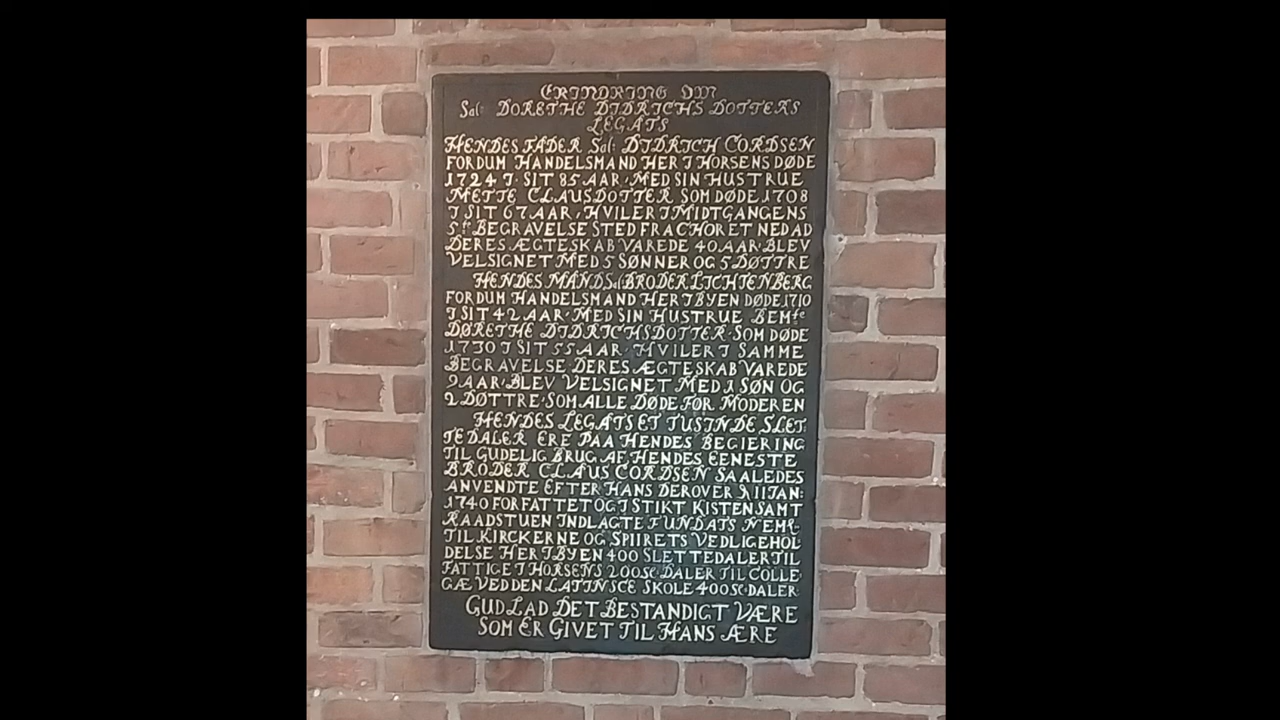 ERINDRING OM
Sal: DORETHE DIDRICHS DOTTERS
LEGATS
HENDES FADER Sal: DIDRICH CORDSEN
FORDUM HANDELSMAND HER I HORSENS DØDE
1724 I SIT 85 AAR, MED SIN HUSTRUE
METTE CLAUSDOTTER SOM DØDE 1708
I SIT 67 AAR, HVILER I MIDTGANGENS
5te BEGRAVELSE STED FRA CHORET NED AD
DERES ÆGTESKAB VAREDE 40 AAR, BLEV
VELSIGNET MED 5 SØNNER OG 5 DØTTRE
HENDES MAND Sal BRODER LICHTENBERG
FORDUM HANDELSMAND HER I BYEN DØDE 1710
I SIT 42 AAR, MED SIN HUSTRUE BEMte
DØRETHE DIDRICHSDOTTER SOM DØDE
1730 I SIT 55 AAR, HVILER I SAMME
BEGRAVELSE DERES ÆGTESKAB VAREDE
9 AAR, BLEV VELSIGNET MED 1 SØN OG
2 DØTTRE, SOM ALLE DØDE FØR MODEREN
HENDES LEGATS ET TUSINDE SLET
TE DALER ERE PAA HENDES BEGIERING
TIL GUDELIG BRUG AF HENDES EENESTE
BRODER CLAUS CORDSEN SAALEDES
ANVENDTE EFTER HANS DEROVER D. 11 JAN:
1740 FORFATTET OG I STIKT KISTEN SAMT
RAADSTUEN INDLAGTE FUNDATS NEML:
TIL KIRCKERNE OG SPIIRETS VEDLIGEHOL
DELSE HER I BYEN 400 SLETTEDALER TIL
FATTIGE I HORSENS 200 Sl: DALER TIL COLLE
GÆ VED DEN LATINSCE SKOLE 400 Sl: DALER
GUD LAD DET BESTANDIGT VÆRE
SOM ER GIVET TIL HANS ÆRE